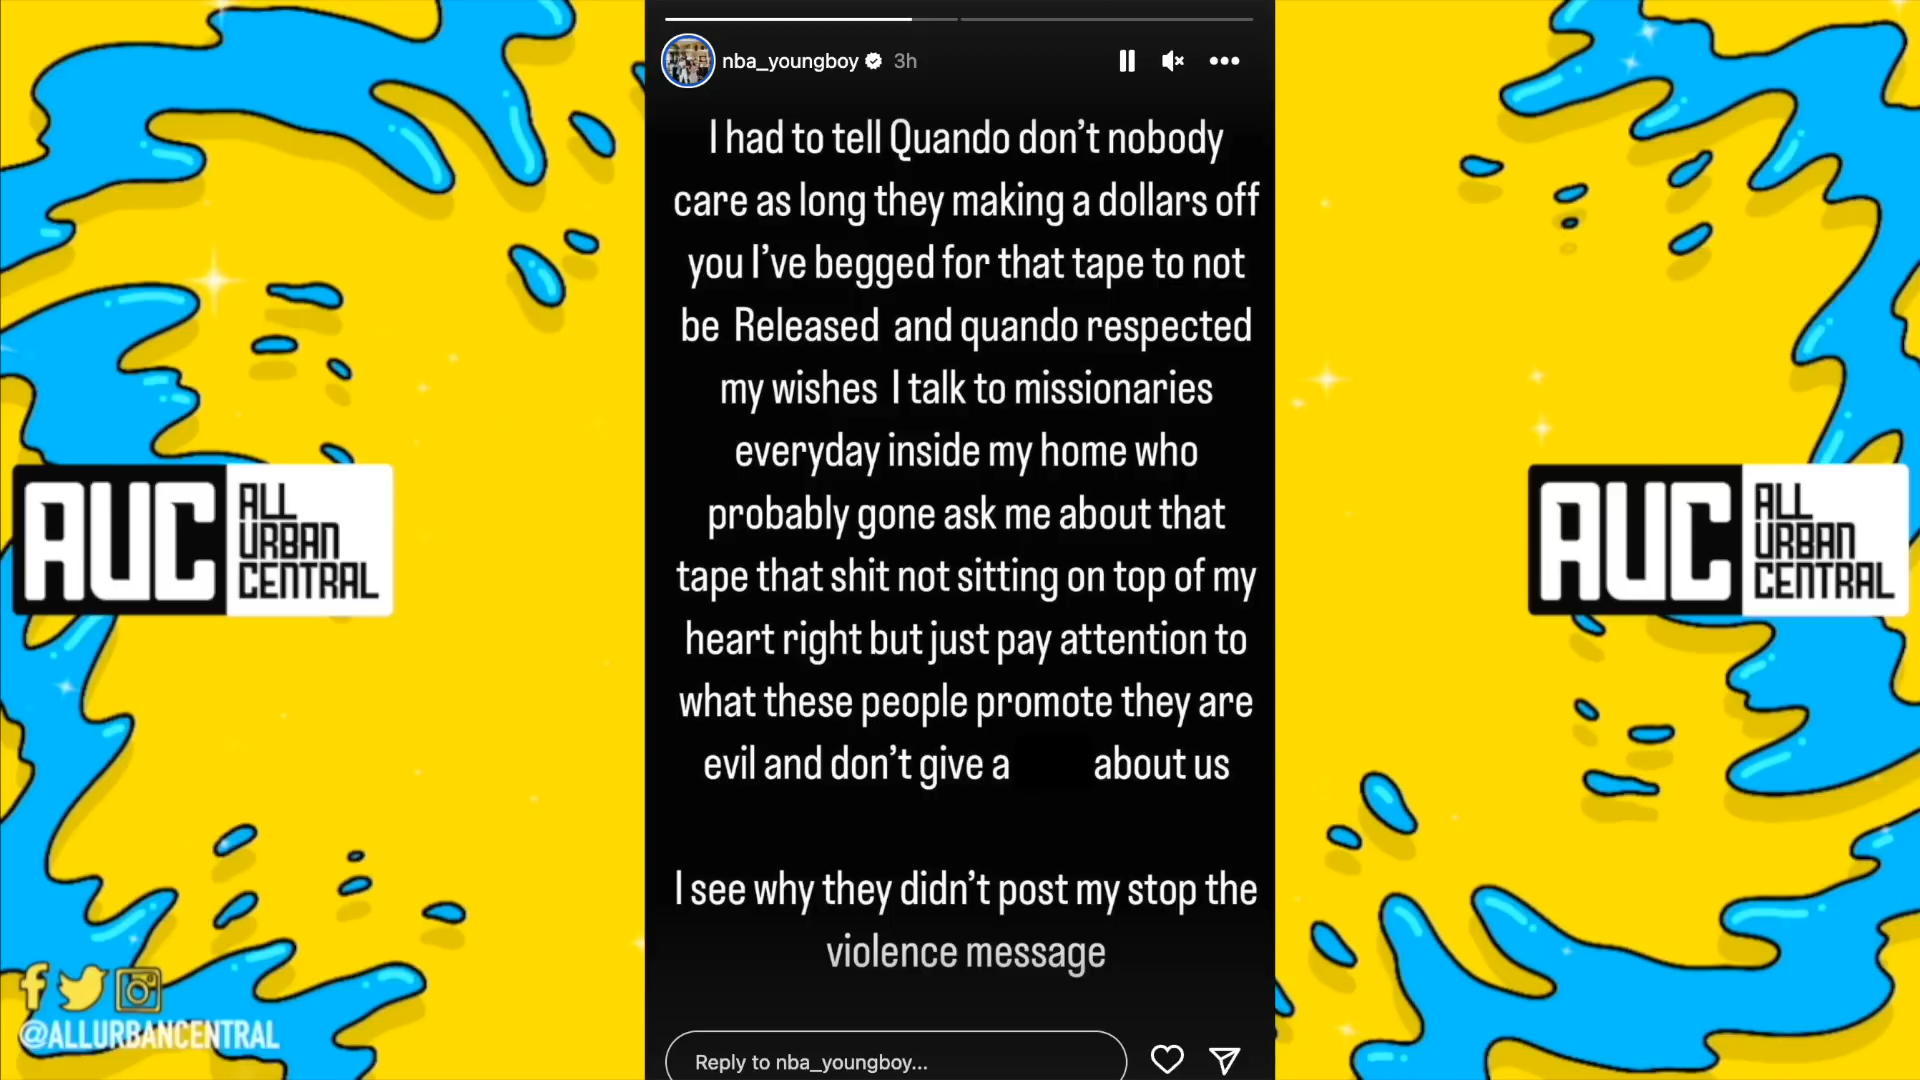 nba_youngboy 3h
I had to tell Quando don't nobody
care as long they making a dollars off
you I've begged for that tape to not
be Released and quando respected
my wishes I talk to missionaries
everyday inside my home who
probably gone ask me about that
tape that shit not sitting on top of my
heart right but just pay attention to
what these people promote they are
evil and don't give a about us
I see why they didn't post my stop the
violence message
Reply to nba_youngboy...
AUC
ALL
URBAN
CENTRAL
AUC
ALL
URBAN
CENTRAL
@ALLURBANCENTRAL